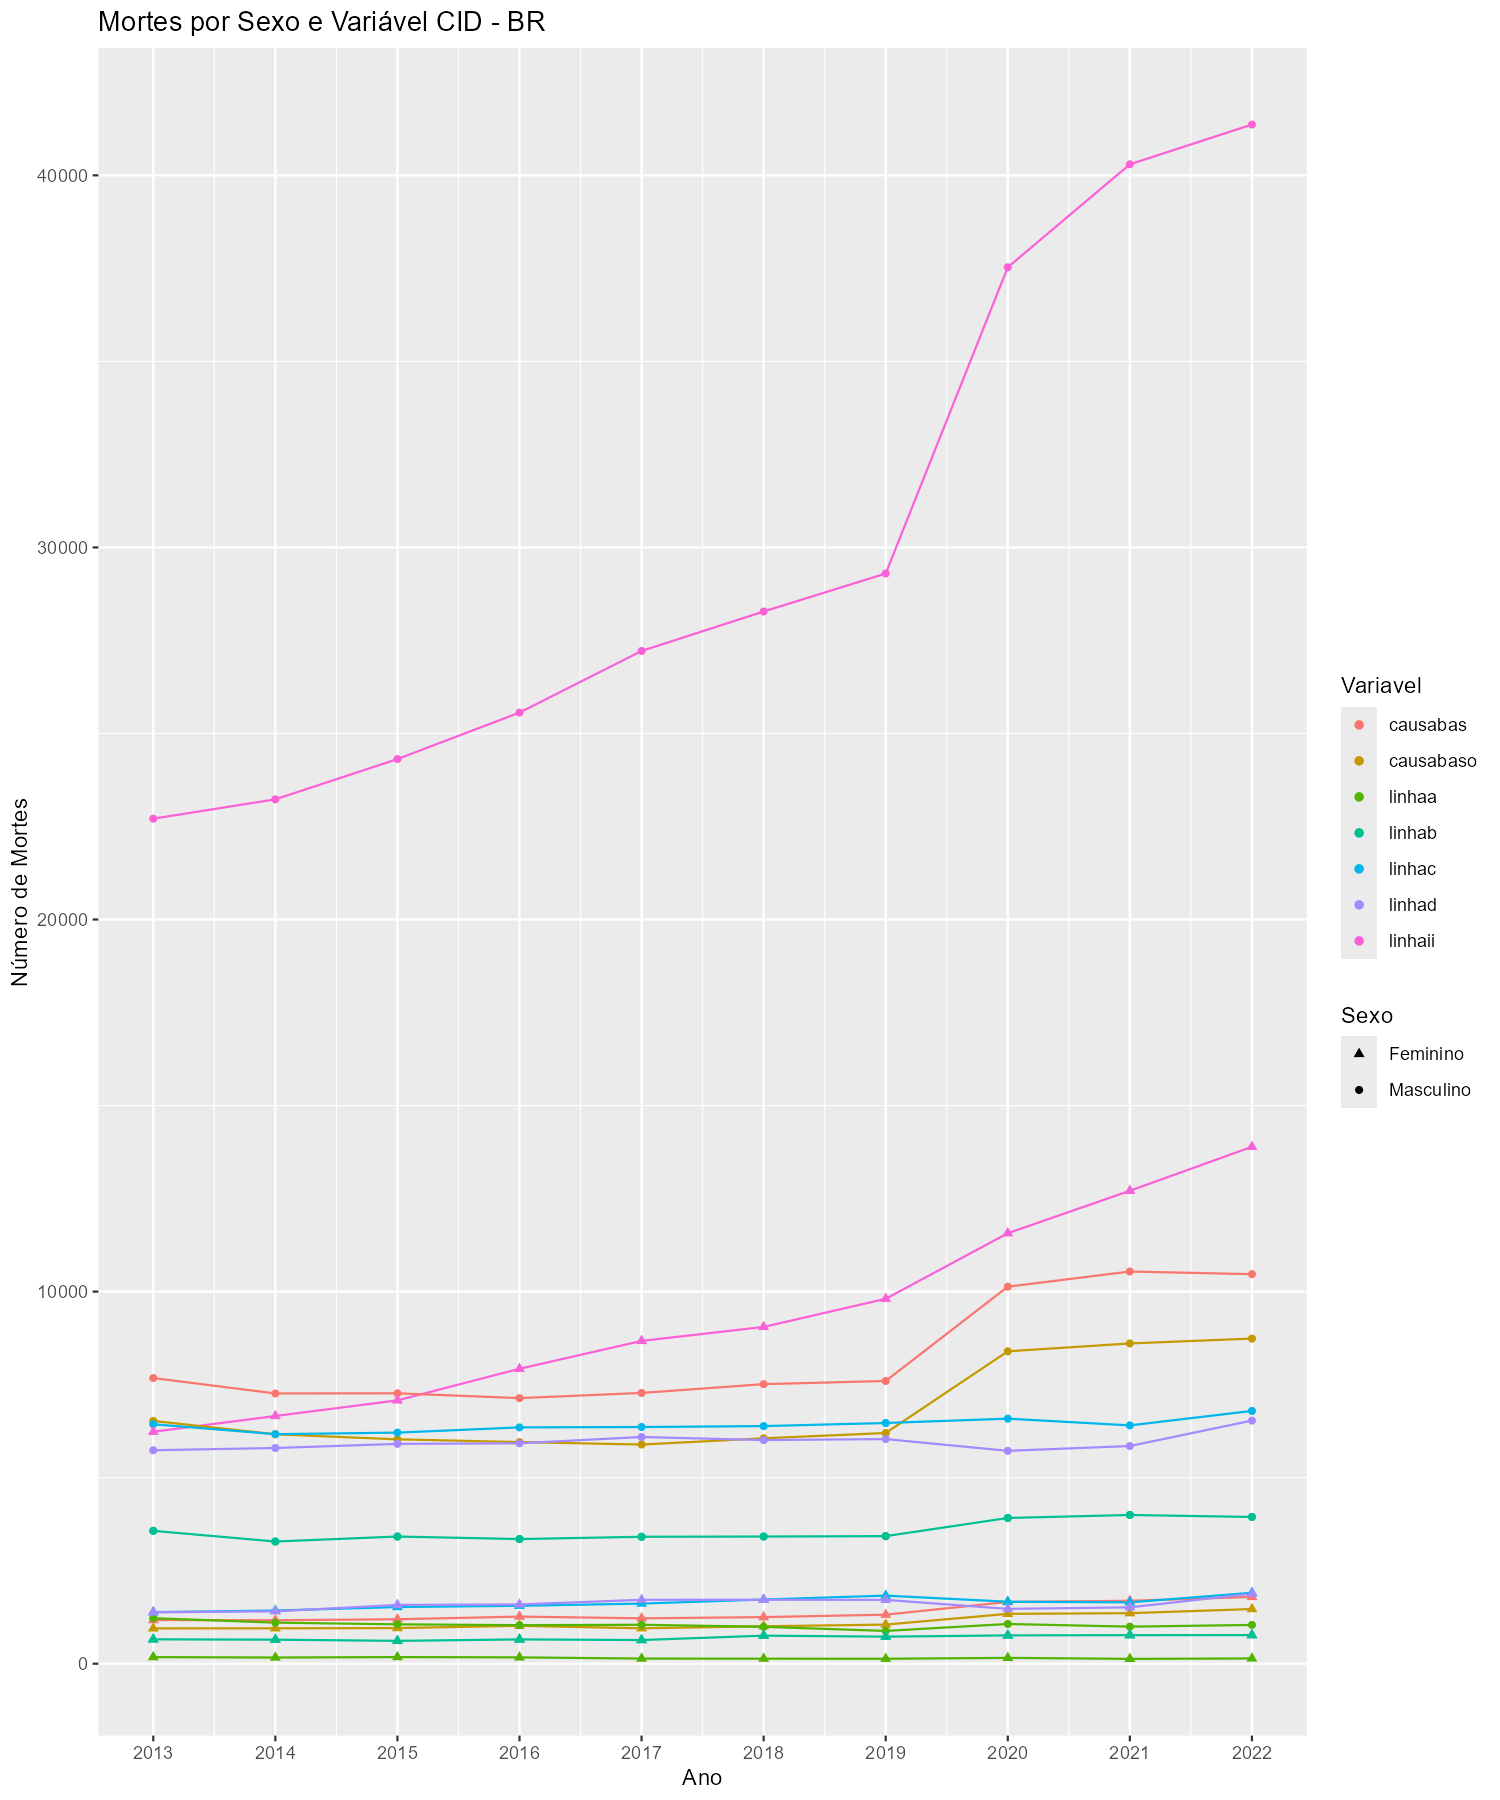 Mortes por Sexo e Variável CID - BR
Número de Mortes
40000
30000
20000
10000
0
2013 2014 2015 2016 2017 2018 2019 2020 2021 2022
Ano
Variavel
causabas
causabaso
linhaa
linhab
linhac
linhad
linhaii
Sexo
Feminino
Masculino